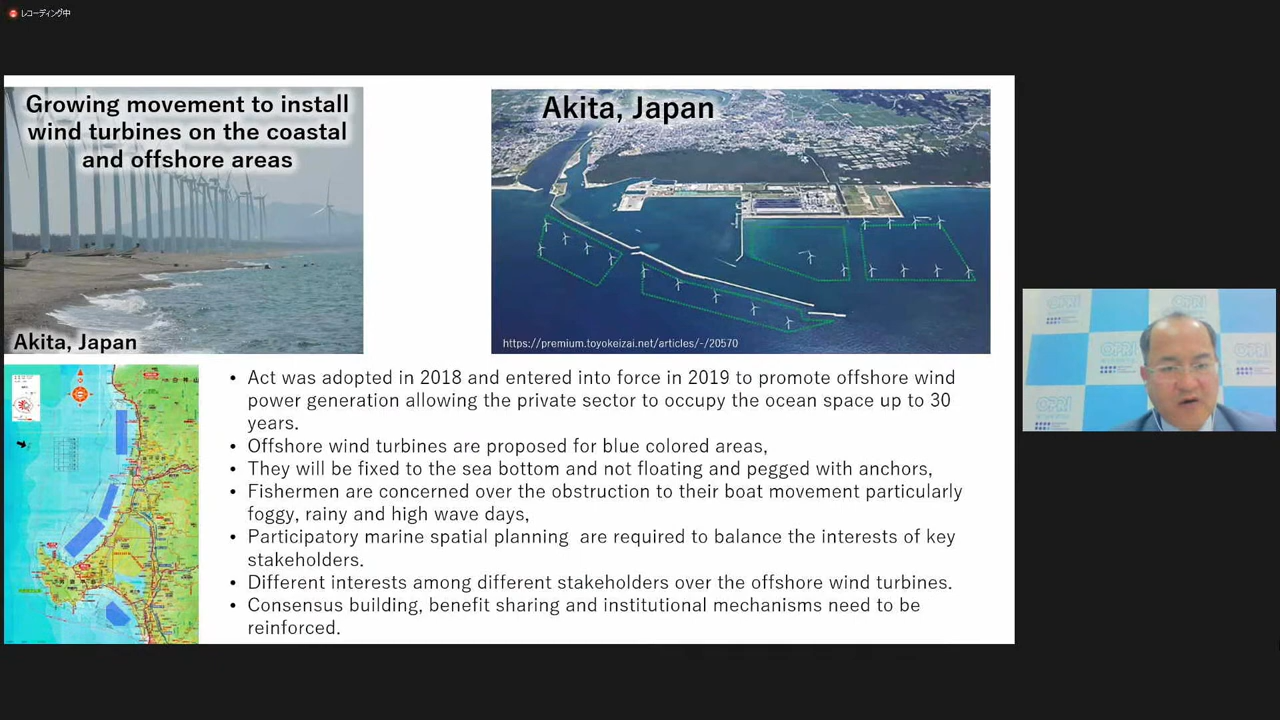 レコーディング中
Growing movement to install
wind turbines on the coastal
and offshore areas
Akita, Japan
Akita, Japan
https://premium.toyokeizai.net/articles/-/20570
• Act was adopted in 2018 and entered into force in 2019 to promote offshore wind
power generation allowing the private sector to occupy the ocean space up to 30
years.
• Offshore wind turbines are proposed for blue colored areas,
• They will be fixed to the sea bottom and not floating and pegged with anchors,
• Fishermen are concerned over the obstruction to their boat movement particularly
foggy, rainy and high wave days,
• Participatory marine spatial planning  are required to balance the interests of key
stakeholders.
• Different interests among different stakeholders over the offshore wind turbines.
• Consensus building, benefit sharing and institutional mechanisms need to be
reinforced.
OPRI
OPRI
OPRI